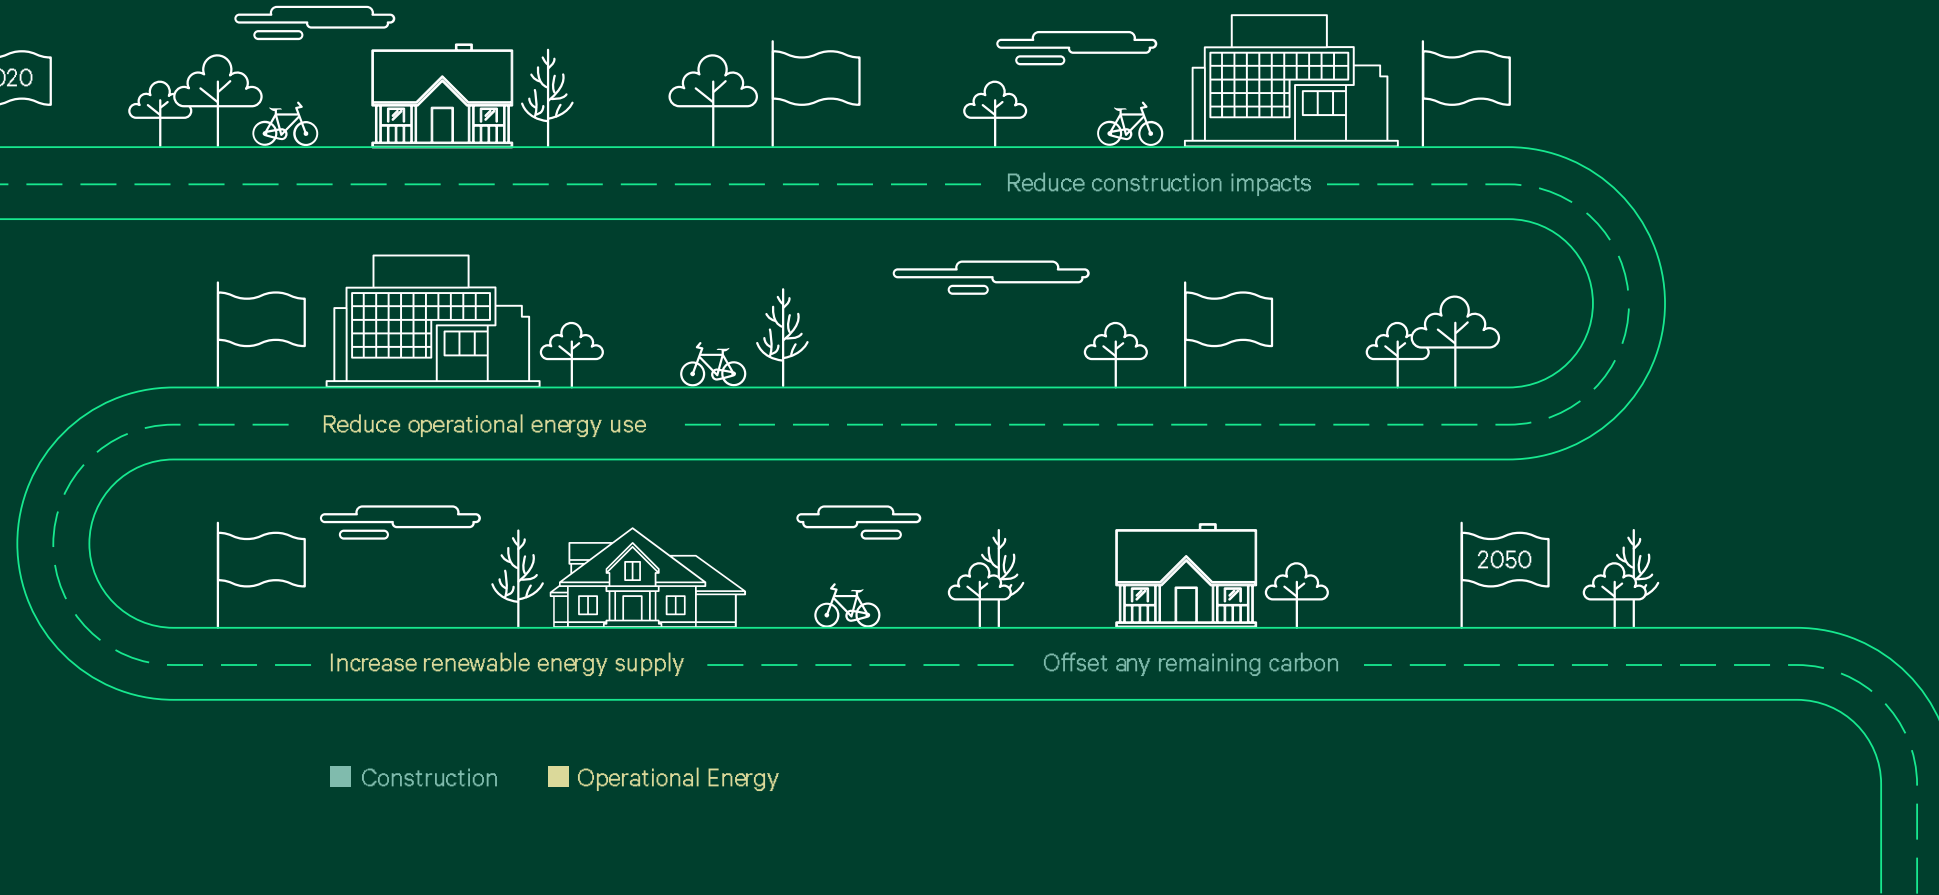 020
Reduce construction impacts
Reduce operational energy use
2050
Increase renewable energy supply
Offset any remaining carbon
Construction
Operational Energy